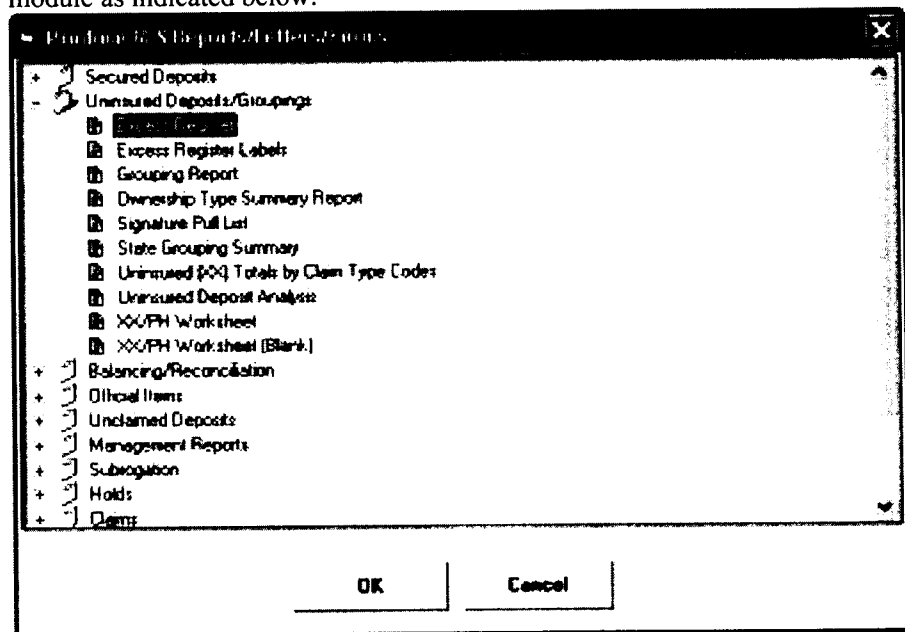 module as indicated below.
Secured Deposits
Uninsured Deposits/Groupings
Excess Register
Excess Register Labels
Grouping Report
Ownership Type Summary Report
Signature Pull List
State Grouping Summary
Uninsured [XX] Totals by Claim Type Codes
Uninsured Deposit Analysis
XX/PH Worksheet
XX/PH Worksheet (Blank)
Balancing/Reconciliation
Official Items
Unclaimed Deposits
Management Reports
Subrogation
Holds
Claims
OK
Cancel